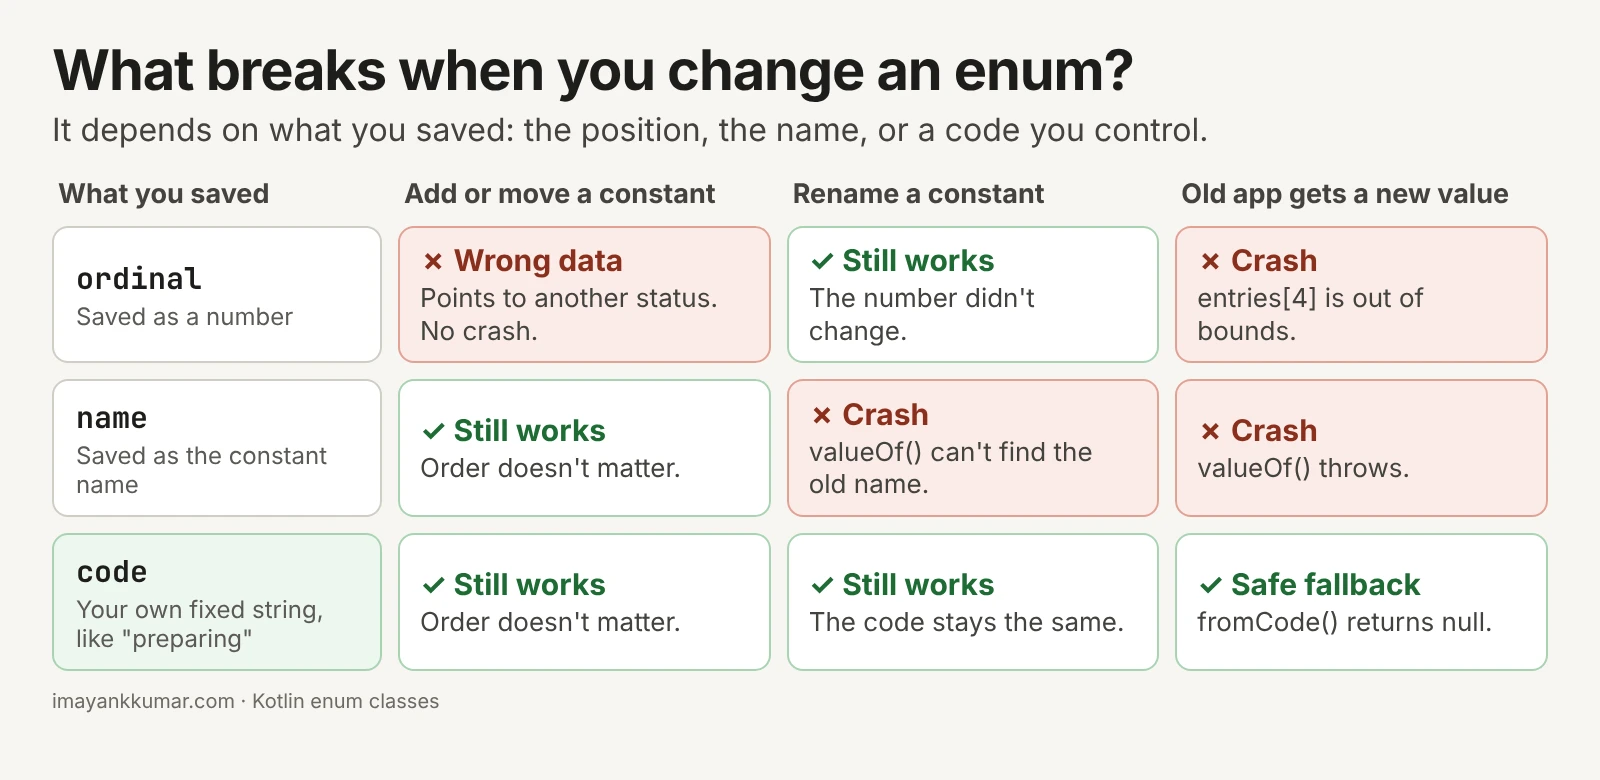 What breaks when you change an enum?
It depends on what you saved: the position, the name, or a code you control.
What you saved
Add or move a constant
Rename a constant
Old app gets a new value
ordinal
Saved as a number
× Wrong data
Points to another status.
No crash.
✓ Still works
The number didn't
change.
× Crash
entries[4] is out of
bounds.
name
Saved as the constant
name
✓ Still works
Order doesn't matter.
× Crash
valueOf() can't find the
old name.
× Crash
valueOf() throws.
code
Your own fixed string,
like "preparing"
✓ Still works
Order doesn't matter.
✓ Still works
The code stays the same.
✓ Safe fallback
fromCode() returns null.
imayankkumar.com · Kotlin enum classes